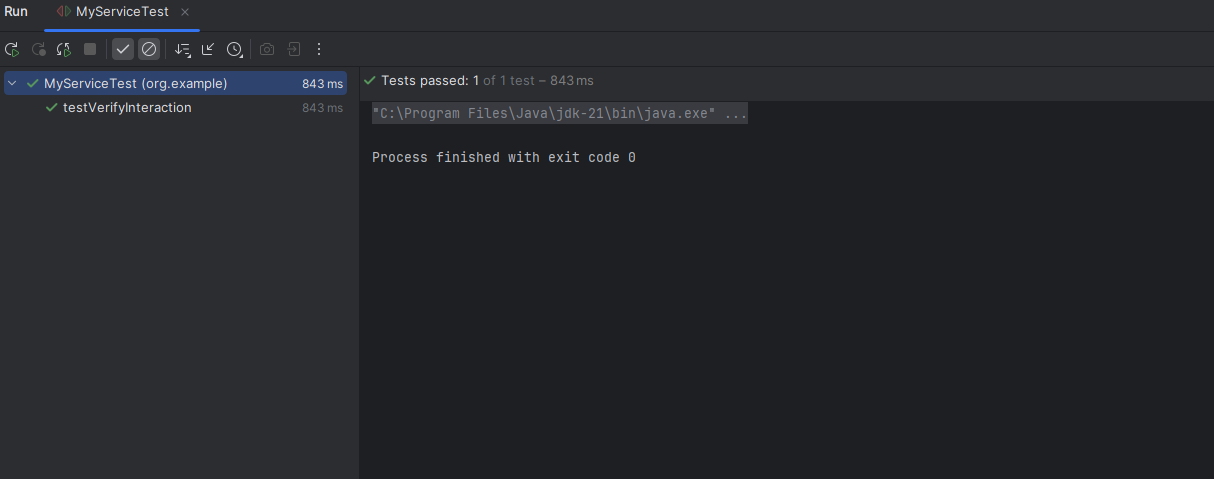 Run MyServiceTest
MyServiceTest (org.example) 843 ms
testVerifyInteraction 843 ms
Tests passed: 1 of 1 test – 843 ms
"C:\Program Files\Java\jdk-21\bin\java.exe" ...
Process finished with exit code 0